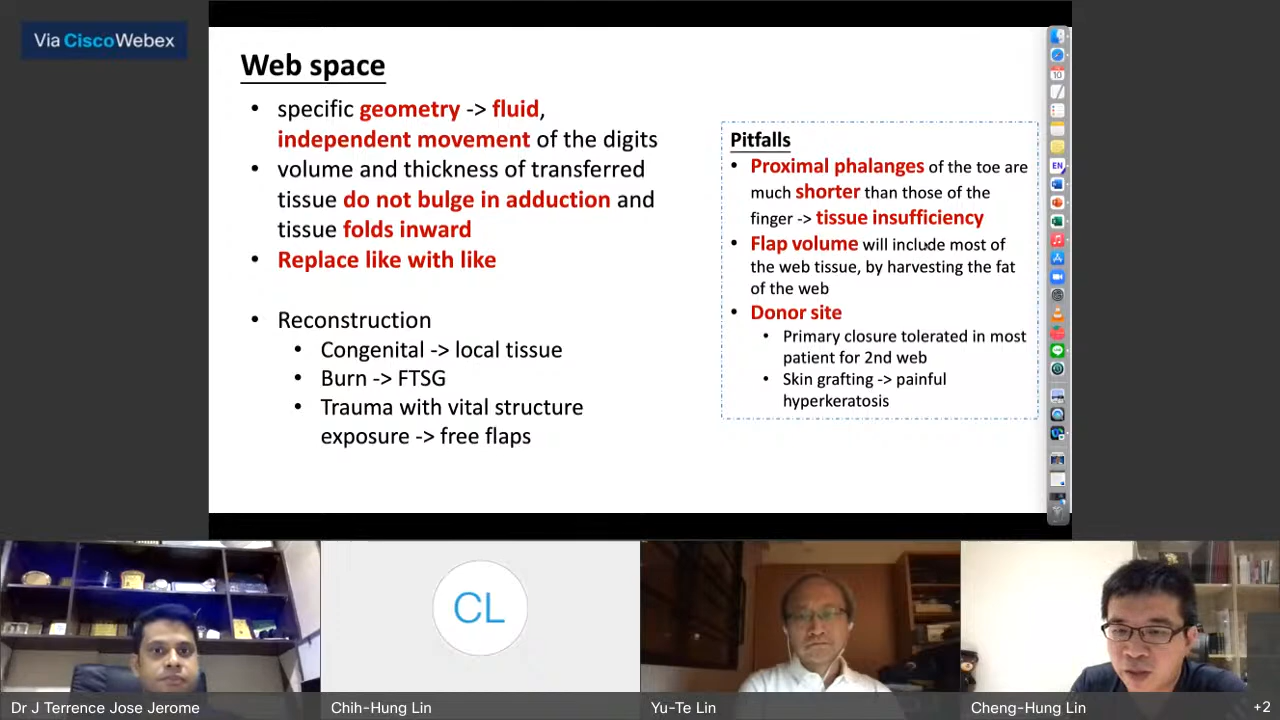 Via CiscoWebex
Web space
• specific geometry -> fluid,
independent movement of the digits
• volume and thickness of transferred
tissue do not bulge in adduction and
tissue folds inward
• Replace like with like
• Reconstruction
• Congenital -> local tissue
• Burn -> FTSG
• Trauma with vital structure
exposure -> free flaps
Pitfalls
• Proximal phalanges of the toe are
much shorter than those of the
finger -> tissue insufficiency
• Flap volume will include most of
the web tissue, by harvesting the fat
of the web
• Donor site
• Primary closure tolerated in most
patient for 2nd web
• Skin grafting -> painful
hyperkeratosis
10
EN
CL
Dr J Terrence Jose Jerome
Chih-Hung Lin
Yu-Te Lin
Cheng-Hung Lin
+2